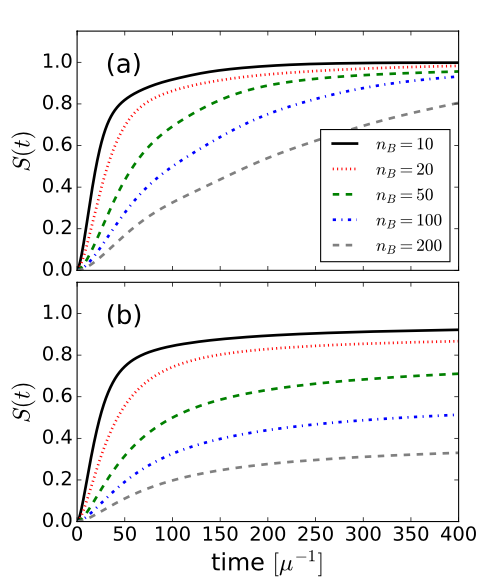 (a)
S(t)
1.0
0.8
0.6
0.4
0.2
0.0
n_B = 10
n_B = 20
n_B = 50
n_B = 100
n_B = 200
(b)
S(t)
1.0
0.8
0.6
0.4
0.2
0.0
0 50 100 150 200 250 300 350 400
time [μ⁻¹]